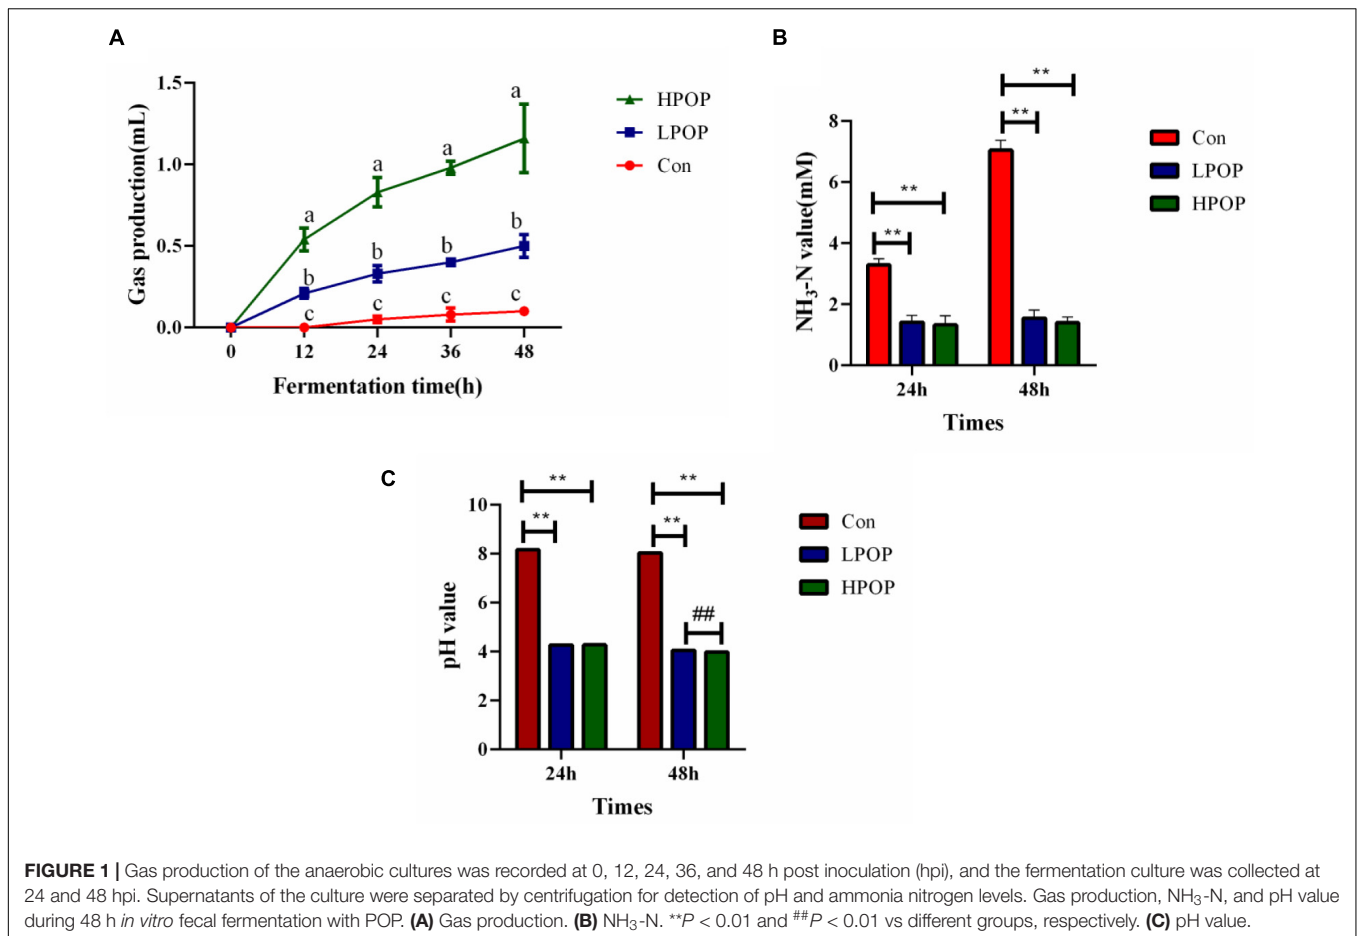 A
Gas production(mL)
1.5
1.0
0.5
0.0
a
a
a
a
b
b
b
b
c
c
c
c
0 12 24 36 48
Fermentation time(h)
HPOP
LPOP
Con
B
NH3-N value(mM)
8
6
4
2
0
**
**
**
**
24h 48h
Times
Con
LPOP
HPOP
C
pH value
10
8
6
4
2
0
**
**
**
**
##
24h 48h
Times
Con
LPOP
HPOP
FIGURE 1 | Gas production of the anaerobic cultures was recorded at 0, 12, 24, 36, and 48 h post inoculation (hpi), and the fermentation culture was collected at
24 and 48 hpi. Supernatants of the culture were separated by centrifugation for detection of pH and ammonia nitrogen levels. Gas production, NH3-N, and pH value
during 48 h in vitro fecal fermentation with POP. (A) Gas production. (B) NH3-N. **P < 0.01 and ##P < 0.01 vs different groups, respectively. (C) pH value.